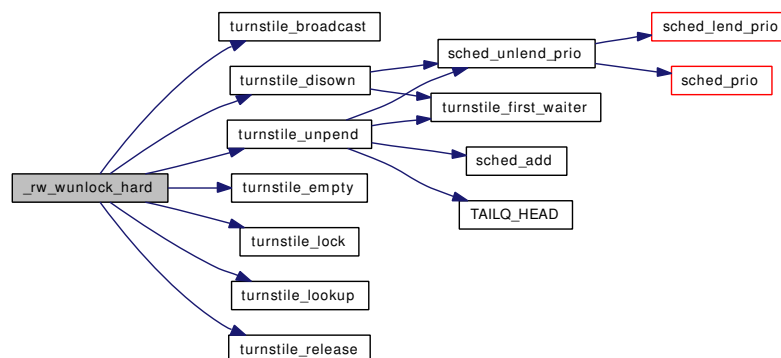 _rw_wunlock_hard
turnstile_broadcast
turnstile_disown
turnstile_unpend
turnstile_empty
turnstile_lock
turnstile_lookup
turnstile_release
sched_unlend_prio
turnstile_first_waiter
sched_add
TAILQ_HEAD
sched_lend_prio
sched_prio